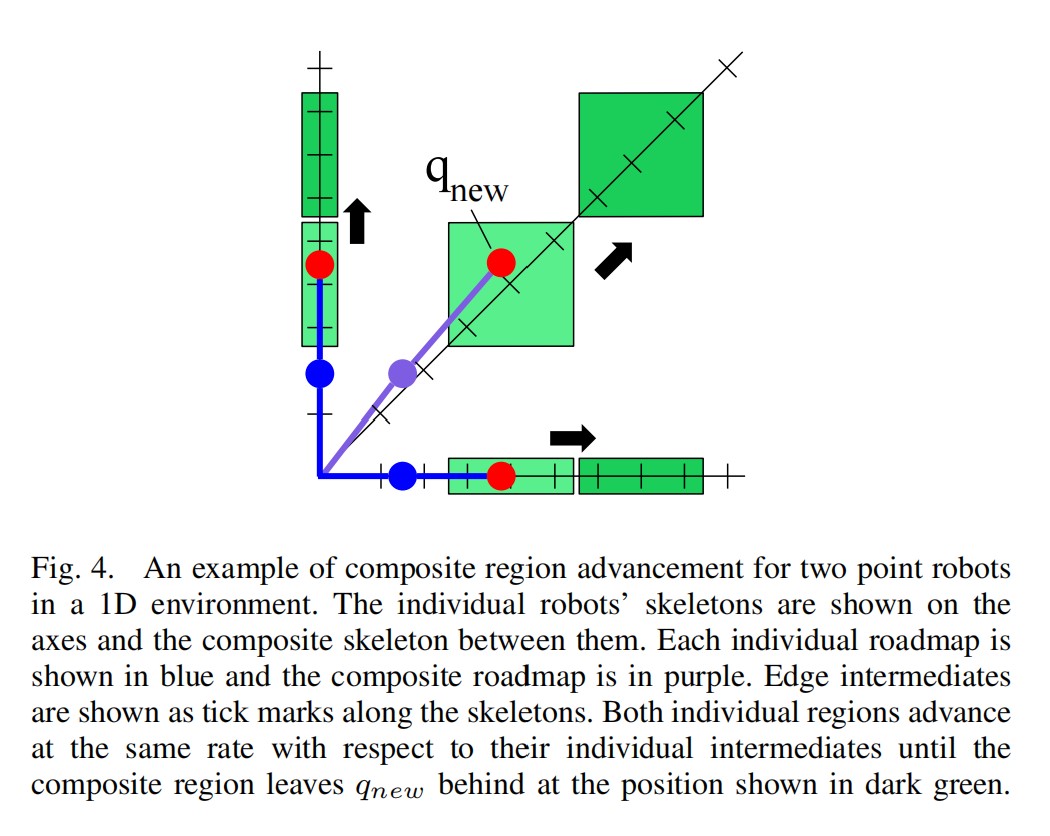 q
new
Fig. 4. An example of composite region advancement for two point robots
in a 1D environment. The individual robots' skeletons are shown on the
axes and the composite skeleton between them. Each individual roadmap is
shown in blue and the composite roadmap is in purple. Edge intermediates
are shown as tick marks along the skeletons. Both individual regions advance
at the same rate with respect to their individual intermediates until the
composite region leaves qnew behind at the position shown in dark green.